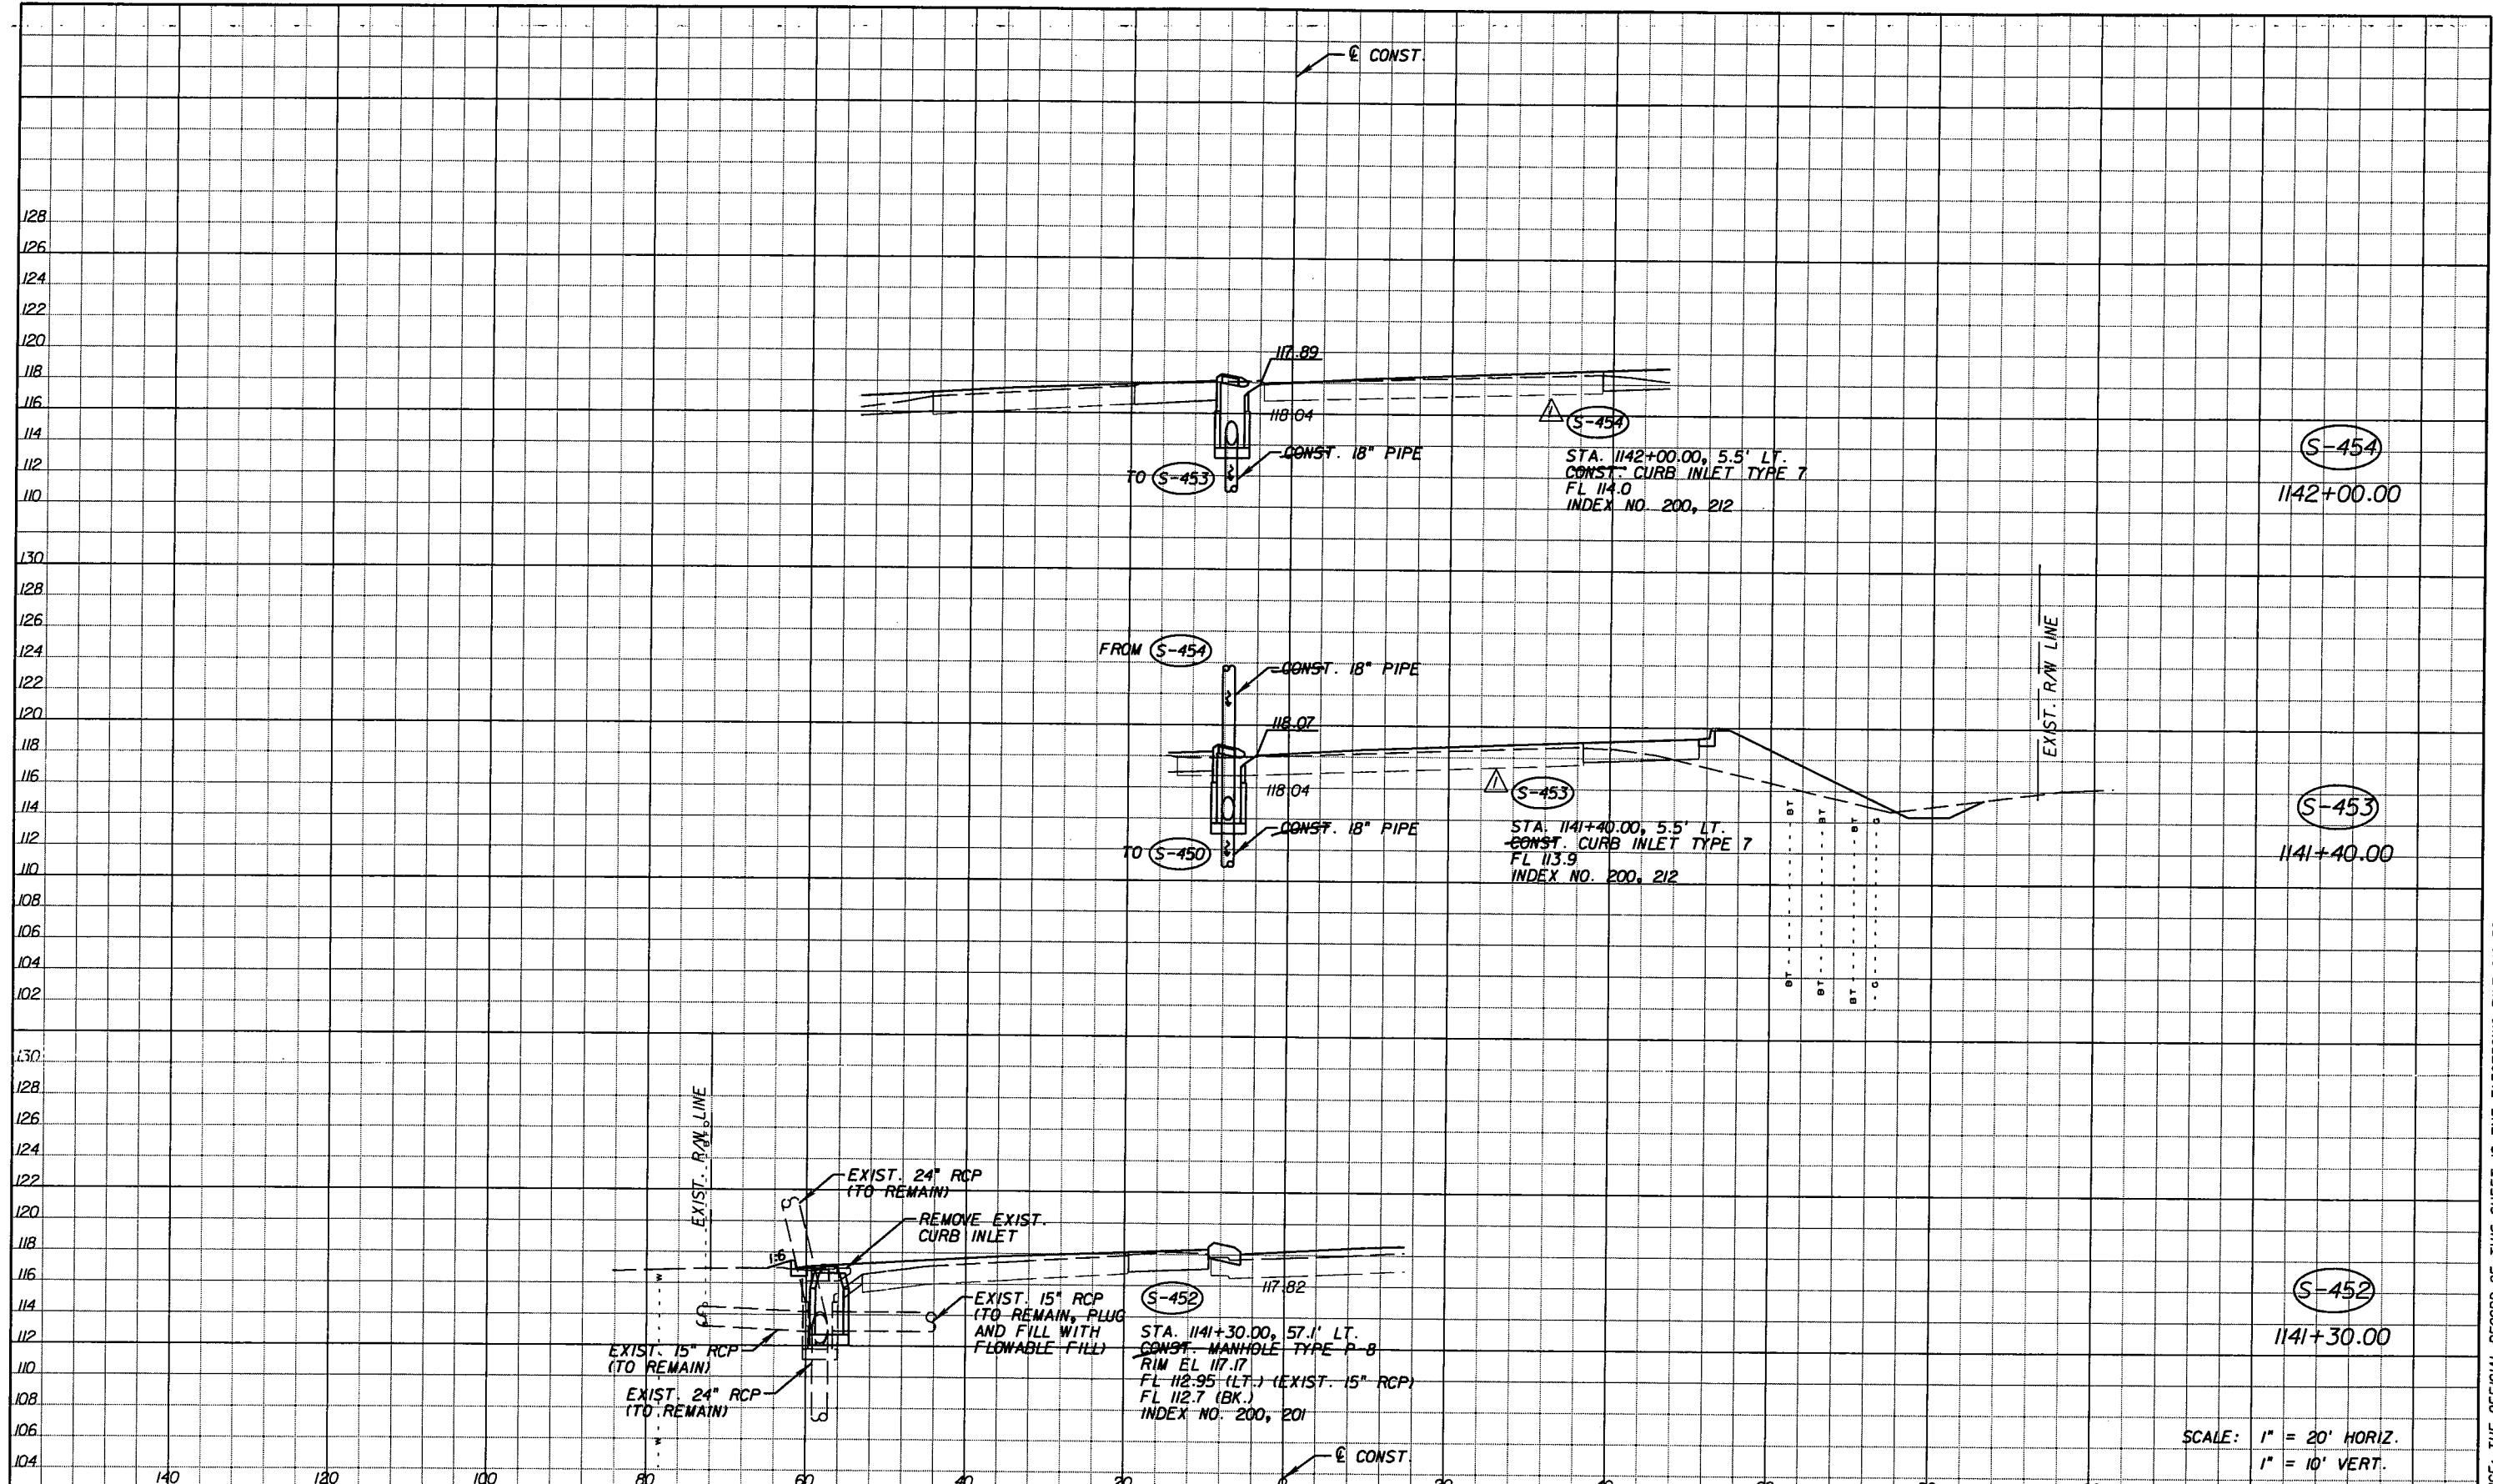 ℄ CONST.
128
126
124
122
120
118
116
114
112
110
117.89
118.04
CONST. 18" PIPE
TO S-453
1 S-454
STA. 1142+00.00, 5.5' LT.
CONST. CURB INLET TYPE 7
FL 114.0
INDEX NO. 200, 212
S-454
1142+00.00
130
128
126
124
122
120
118
116
114
112
110
108
106
104
102
FROM S-454
CONST. 18" PIPE
118.07
118.04
CONST. 18" PIPE
TO S-450
1 S-453
STA. 1141+40.00, 5.5' LT.
CONST. CURB INLET TYPE 7
FL 113.9
INDEX NO. 200, 212
EXIST. R/W LINE
BT BT BT G
BT BT BT G
S-453
1141+40.00
130
128
126
124
122
120
118
116
114
112
110
108
106
104
EXIST. R/W LINE
EXIST. 24" RCP
(TO REMAIN)
REMOVE EXIST.
CURB INLET
1:6
W
W
EXIST. 15" RCP
(TO REMAIN, PLUG
AND FILL WITH
FLOWABLE FILL)
EXIST. 15" RCP
(TO REMAIN)
EXIST. 24" RCP
(TO REMAIN)
117.82
S-452
STA. 1141+30.00, 57.1' LT.
CONST. MANHOLE TYPE P-8
RIM EL 117.17
FL 112.95 (LT.) (EXIST. 15" RCP)
FL 112.7 (BK.)
INDEX NO. 200, 201
S-452
1141+30.00
℄ CONST.
SCALE: 1" = 20' HORIZ.
1" = 10' VERT.
140 120 100 80 60 40 20 0